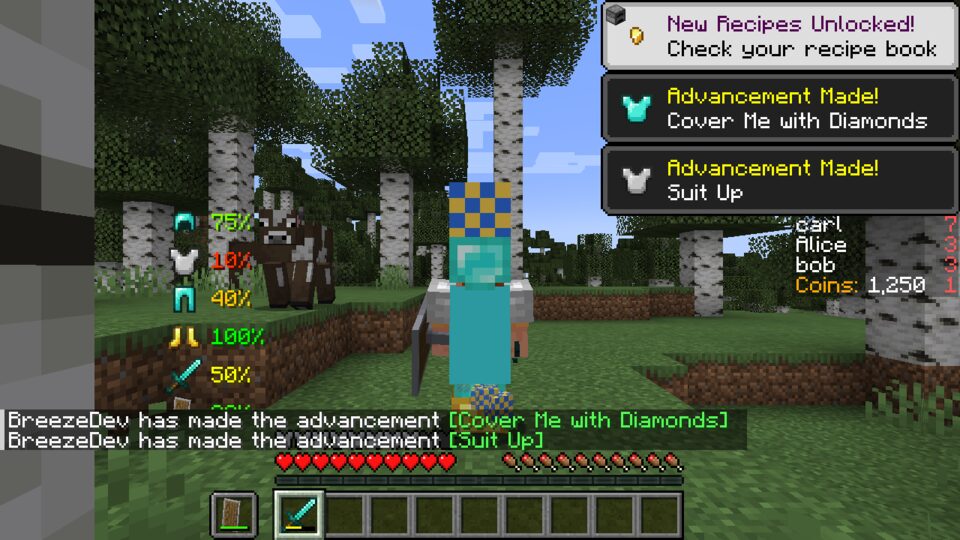 New Recipes Unlocked!
Check your recipe book
Advancement Made!
Cover Me with Diamonds
Advancement Made!
Suit Up
carl 7
Alice 3
bob 3
Coins: 1,250 1
75%
10%
40%
100%
50%
BreezeDev has made the advancement [Cover Me with Diamonds]
BreezeDev has made the advancement [Suit Up]